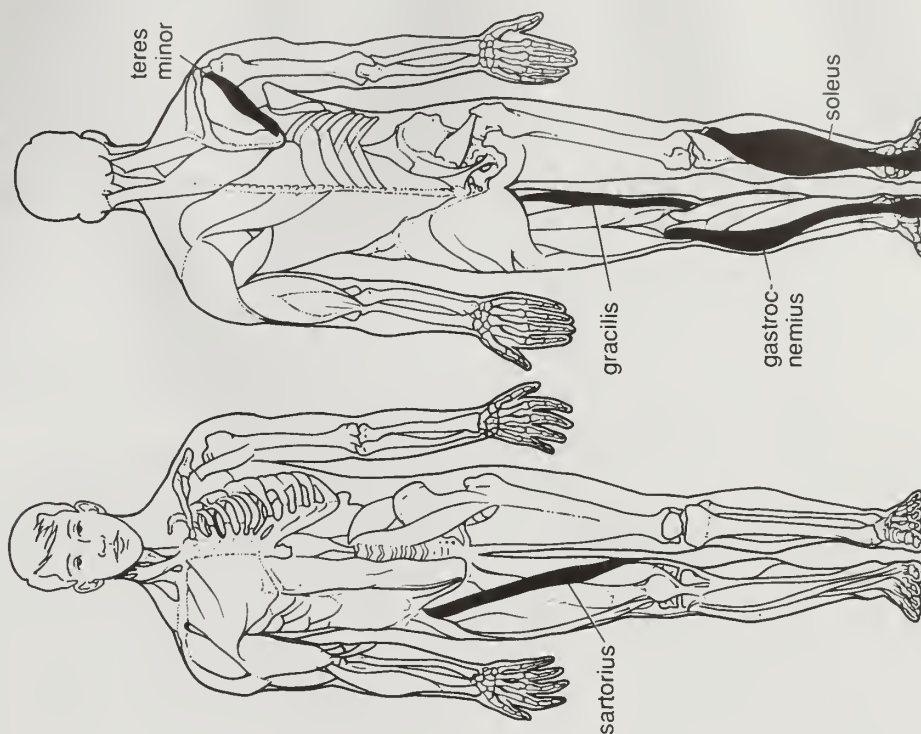 teres
minor
soleus
gracilis
gastroc-
nemius
sartorius